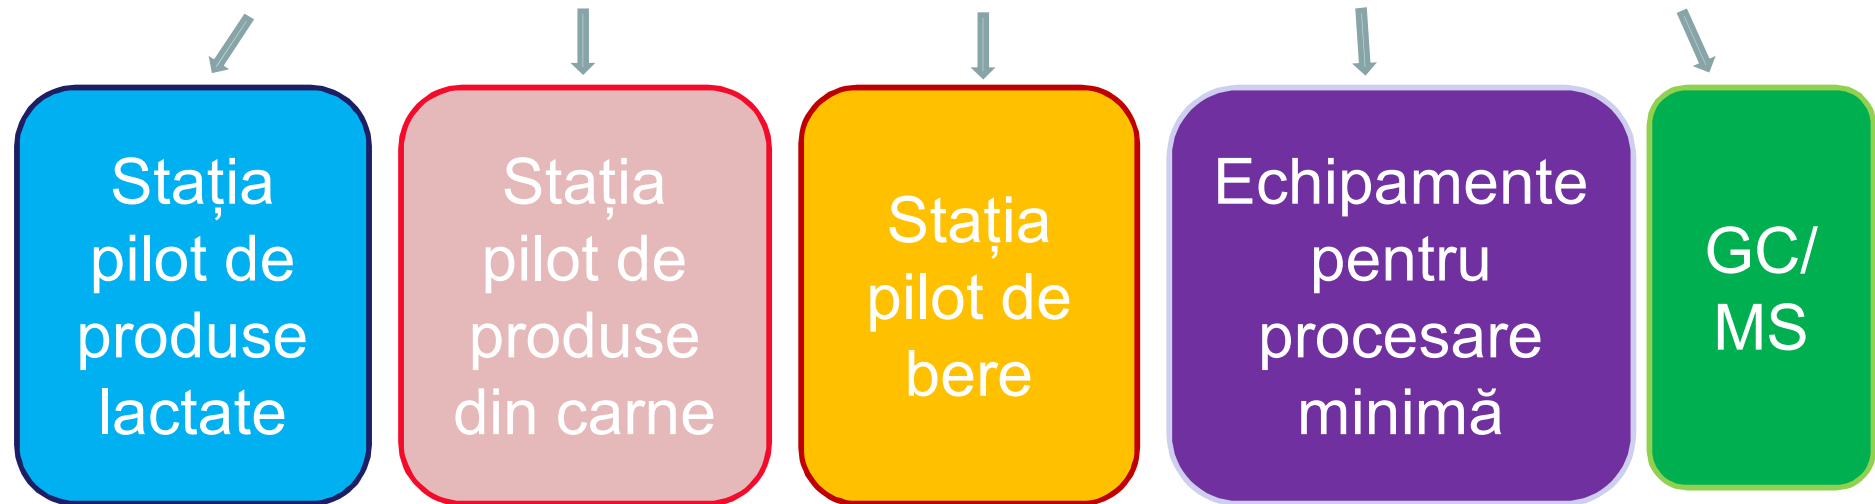 Stația
pilot de
produse
lactate
Stația
pilot de
produse
din carne
Stația
pilot de
bere
Echipamente
pentru
procesare
minimă
GC/
MS